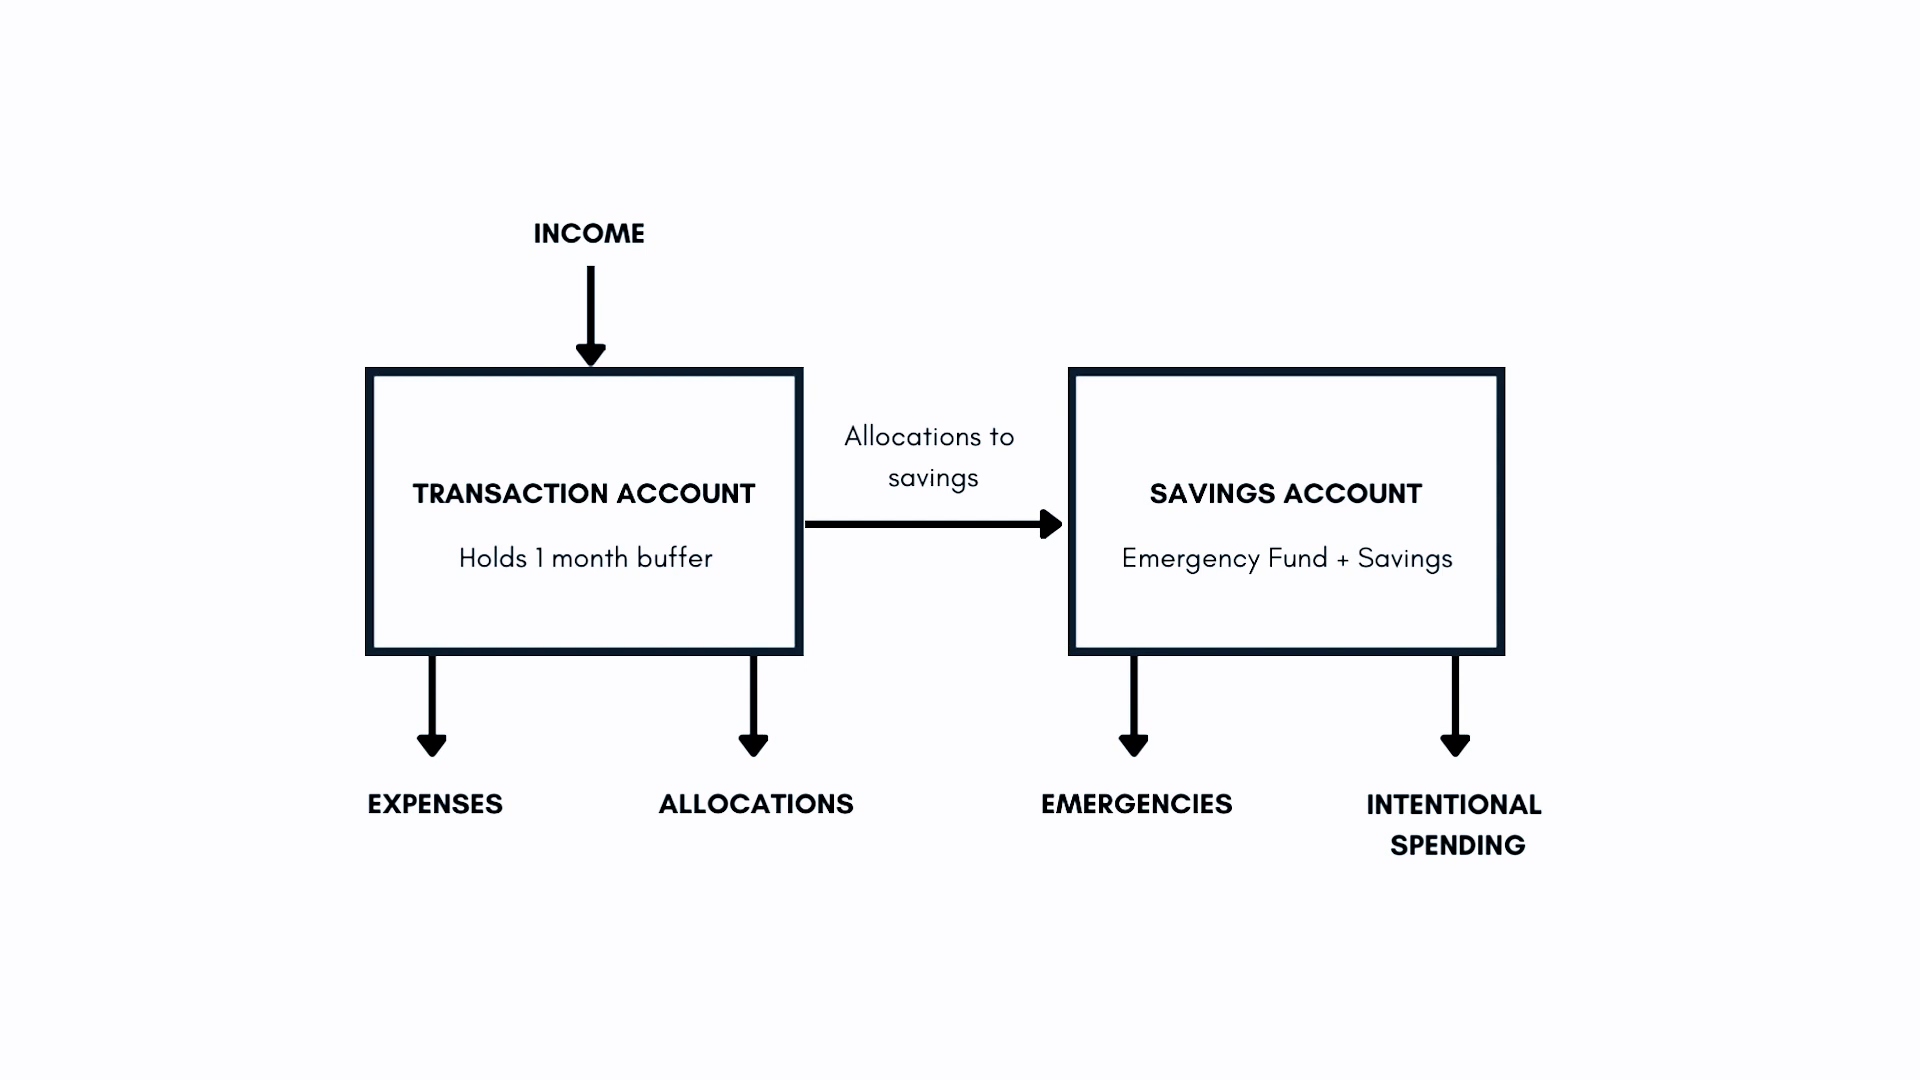 INCOME
TRANSACTION ACCOUNT
Holds 1 month buffer
Allocations to
savings
SAVINGS ACCOUNT
Emergency Fund + Savings
EXPENSES
ALLOCATIONS
EMERGENCIES
INTENTIONAL
SPENDING